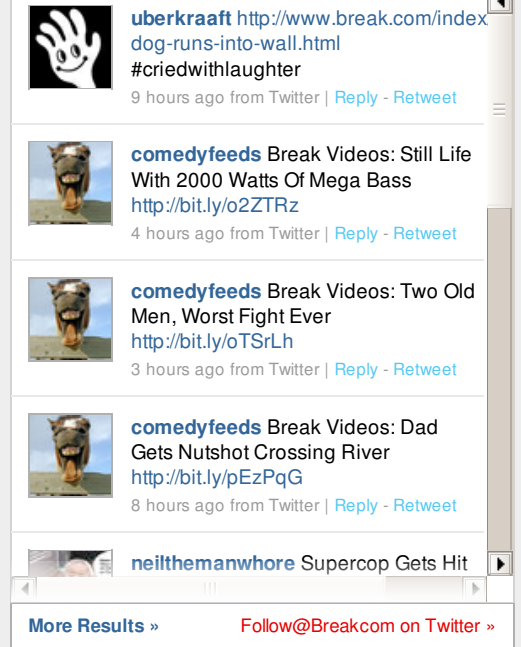 uberkraaft http://www.break.com/index
dog-runs-into-wall.html
#criedwithlaughter
9 hours ago from Twitter | Reply - Retweet
comedyfeeds Break Videos: Still Life
With 2000 Watts Of Mega Bass
http://bit.ly/o2ZTRz
4 hours ago from Twitter | Reply - Retweet
comedyfeeds Break Videos: Two Old
Men, Worst Fight Ever
http://bit.ly/oTSrLh
3 hours ago from Twitter | Reply - Retweet
comedyfeeds Break Videos: Dad
Gets Nutshot Crossing River
http://bit.ly/pEzPqG
8 hours ago from Twitter | Reply - Retweet
neilthemanwhore Supercop Gets Hit
More Results »
Follow@Breakcom on Twitter »